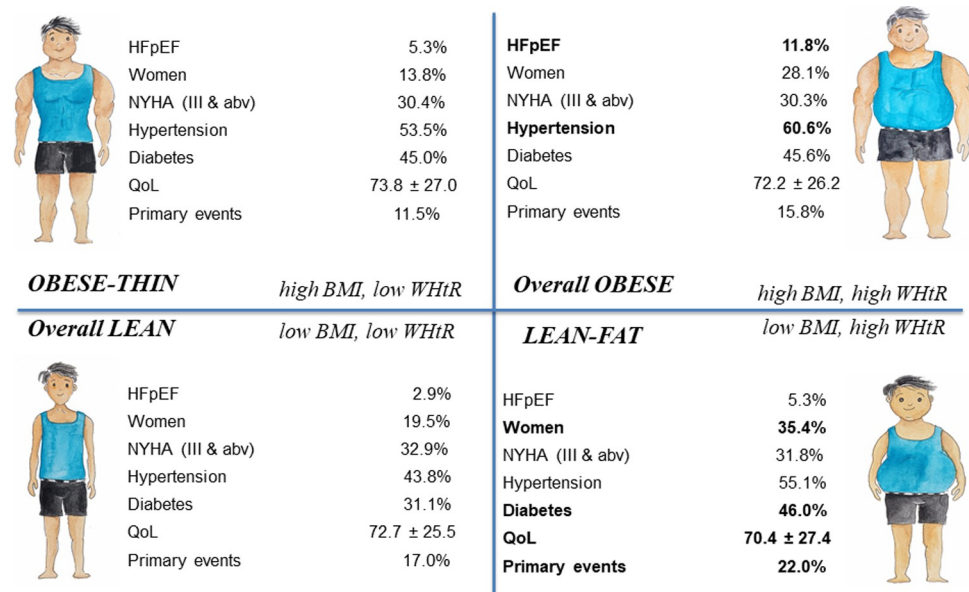 HFpEF 5.3%
Women 13.8%
NYHA (III & abv) 30.4%
Hypertension 53.5%
Diabetes 45.0%
QoL 73.8 ± 27.0
Primary events 11.5%
OBESE-THIN high BMI, low WHtR
HFpEF 11.8%
Women 28.1%
NYHA (III & abv) 30.3%
Hypertension 60.6%
Diabetes 45.6%
QoL 72.2 ± 26.2
Primary events 15.8%
Overall OBESE high BMI, high WHtR
Overall LEAN low BMI, low WHtR
HFpEF 2.9%
Women 19.5%
NYHA (III & abv) 32.9%
Hypertension 43.8%
Diabetes 31.1%
QoL 72.7 ± 25.5
Primary events 17.0%
LEAN-FAT low BMI, high WHtR
HFpEF 5.3%
Women 35.4%
NYHA (III & abv) 31.8%
Hypertension 55.1%
Diabetes 46.0%
QoL 70.4 ± 27.4
Primary events 22.0%